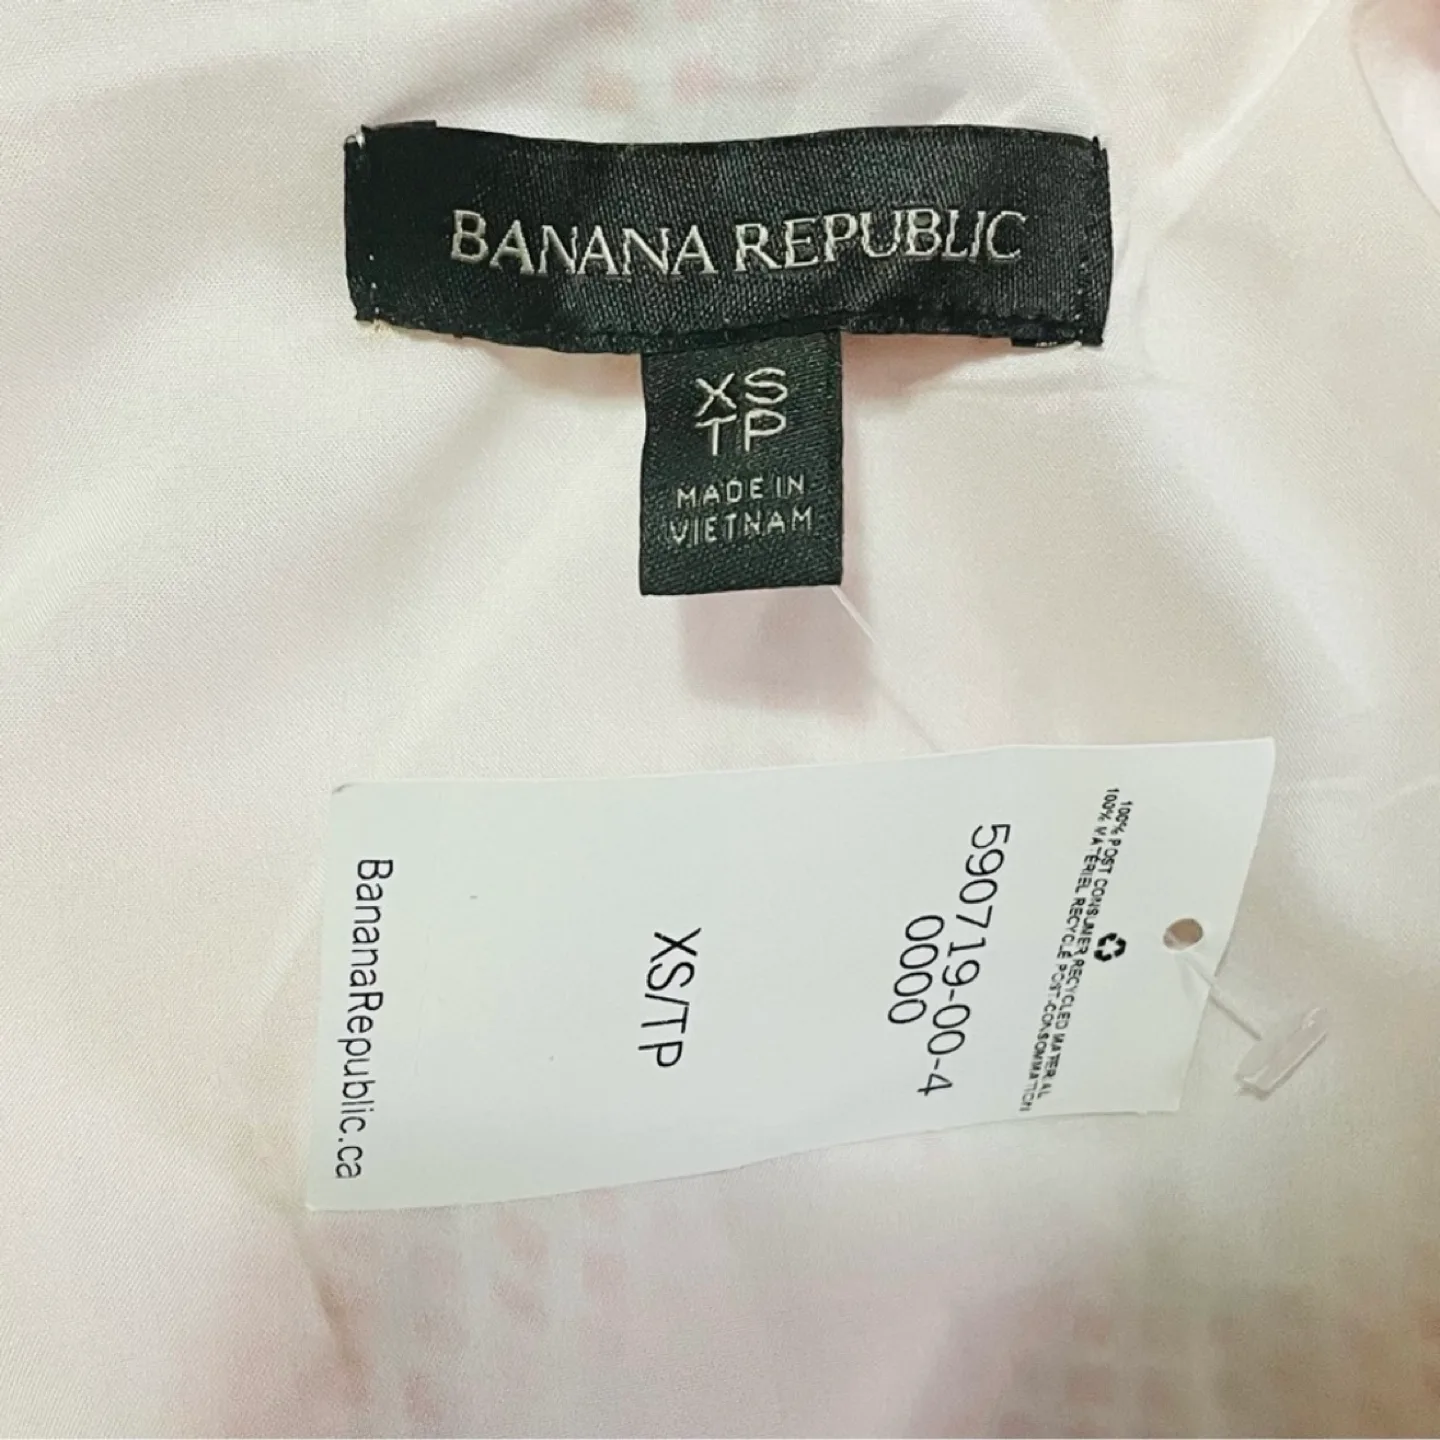 BANANA REPUBLIC
XS
TP
MADE IN
VIETNAM
100% POST CONSUMER RECYCLED MATERIAL
100% MATÉRIEL RECYCLÉ POST-CONSOMMATION
590719-00-4
0000
XS/TP
BananaRepublic.ca